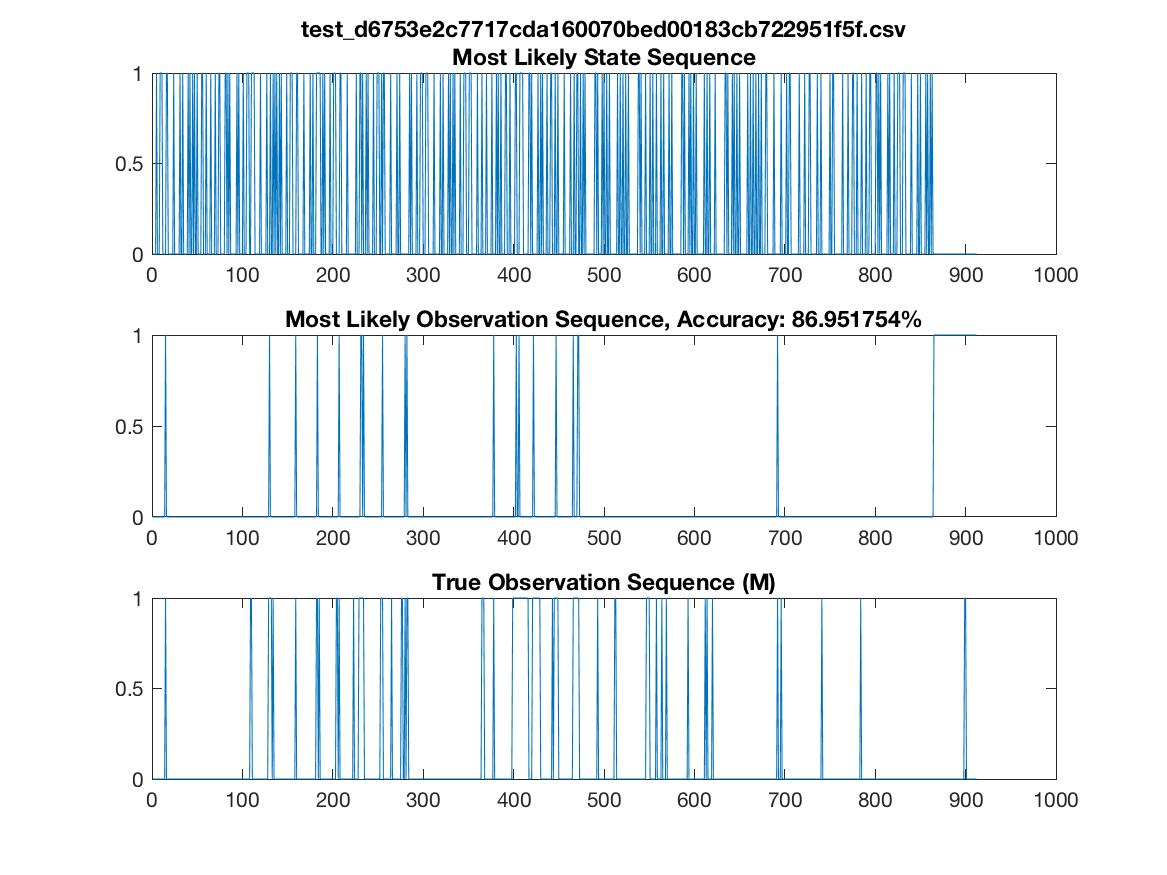 test_d6753e2c7717cda160070bed00183cb722951f5f.csv
Most Likely State Sequence
1
0.5
0
0 100 200 300 400 500 600 700 800 900 1000
Most Likely Observation Sequence, Accuracy: 86.951754%
1
0.5
0
0 100 200 300 400 500 600 700 800 900 1000
True Observation Sequence (M)
1
0.5
0
0 100 200 300 400 500 600 700 800 900 1000